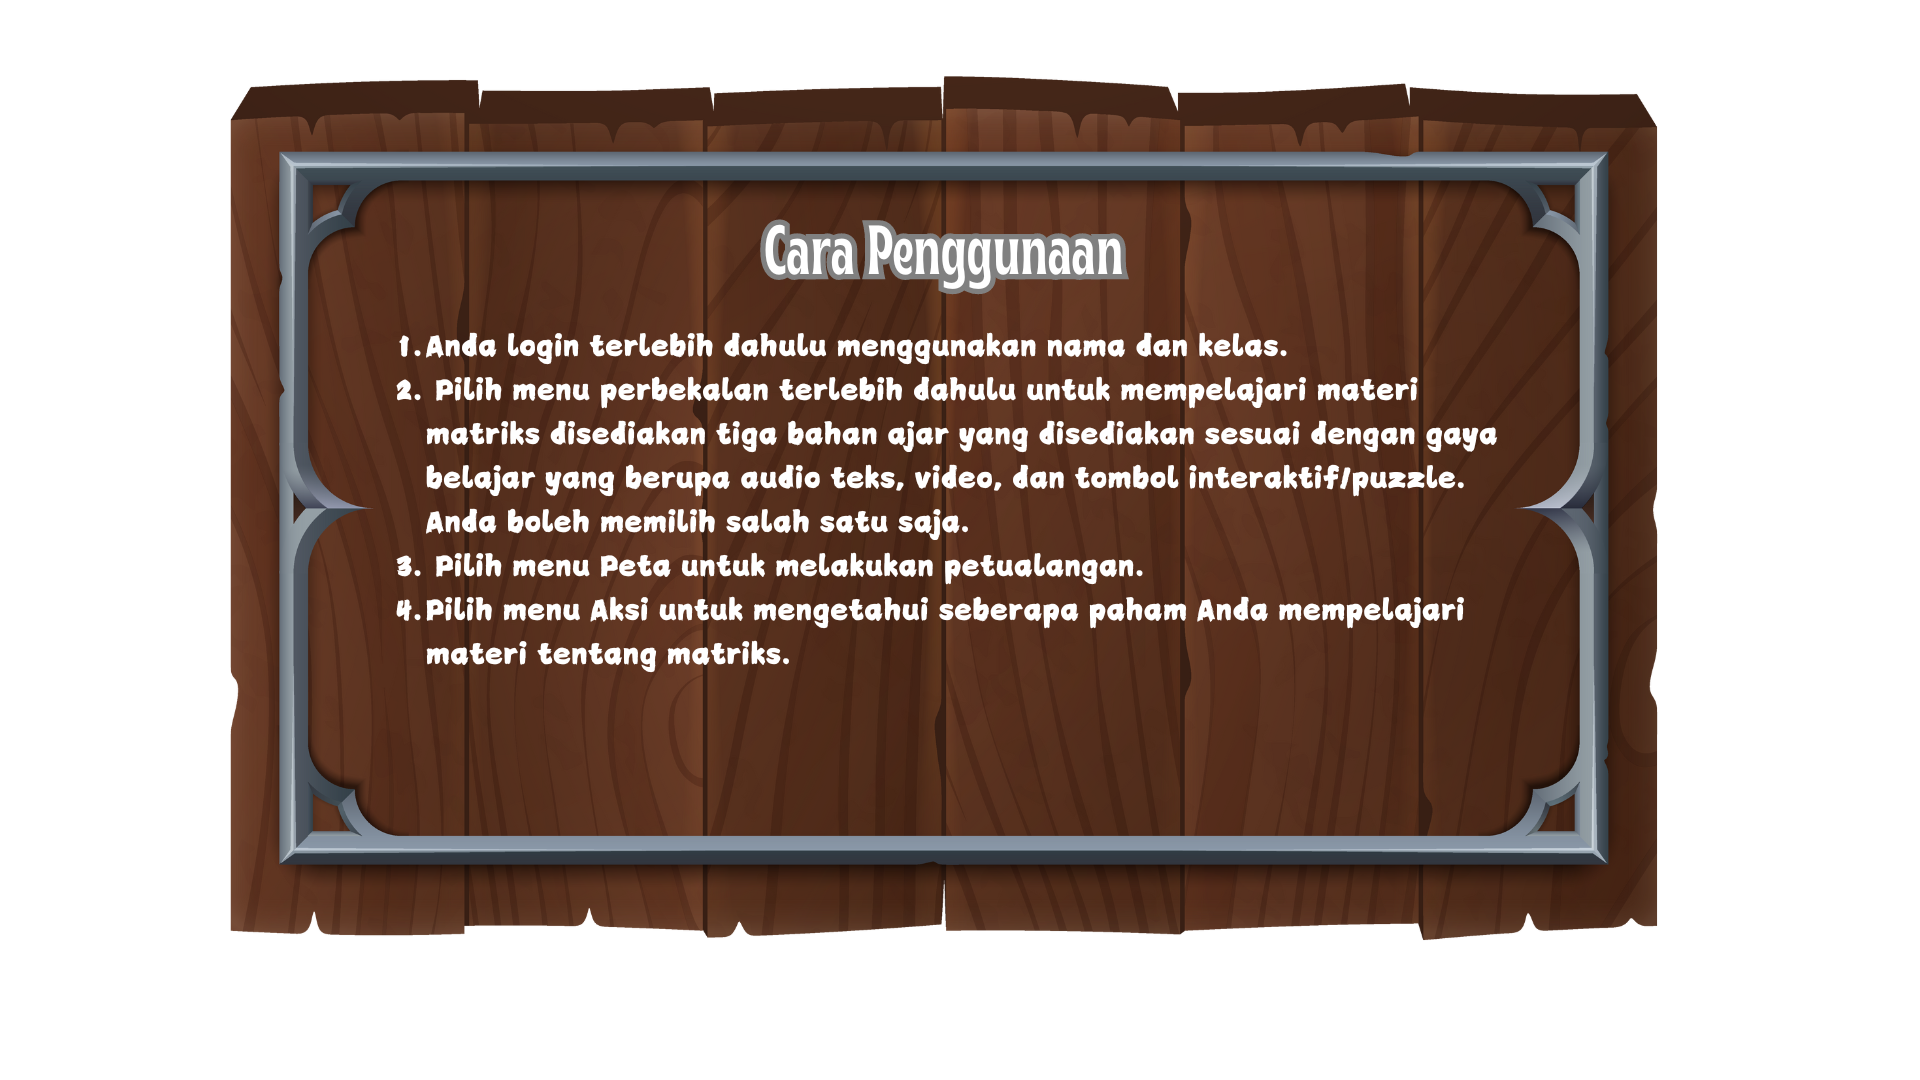 Cara Penggunaan
1. Anda login terlebih dahulu menggunakan nama dan kelas.
2. Pilih menu perbekalan terlebih dahulu untuk mempelajari materi
matriks disediakan tiga bahan ajar yang disediakan sesuai dengan gaya
belajar yang berupa audio teks, video, dan tombol interaktif/puzzle.
Anda boleh memilih salah satu saja.
3. Pilih menu Peta untuk melakukan petualangan.
4. Pilih menu Aksi untuk mengetahui seberapa paham Anda mempelajari
materi tentang matriks.